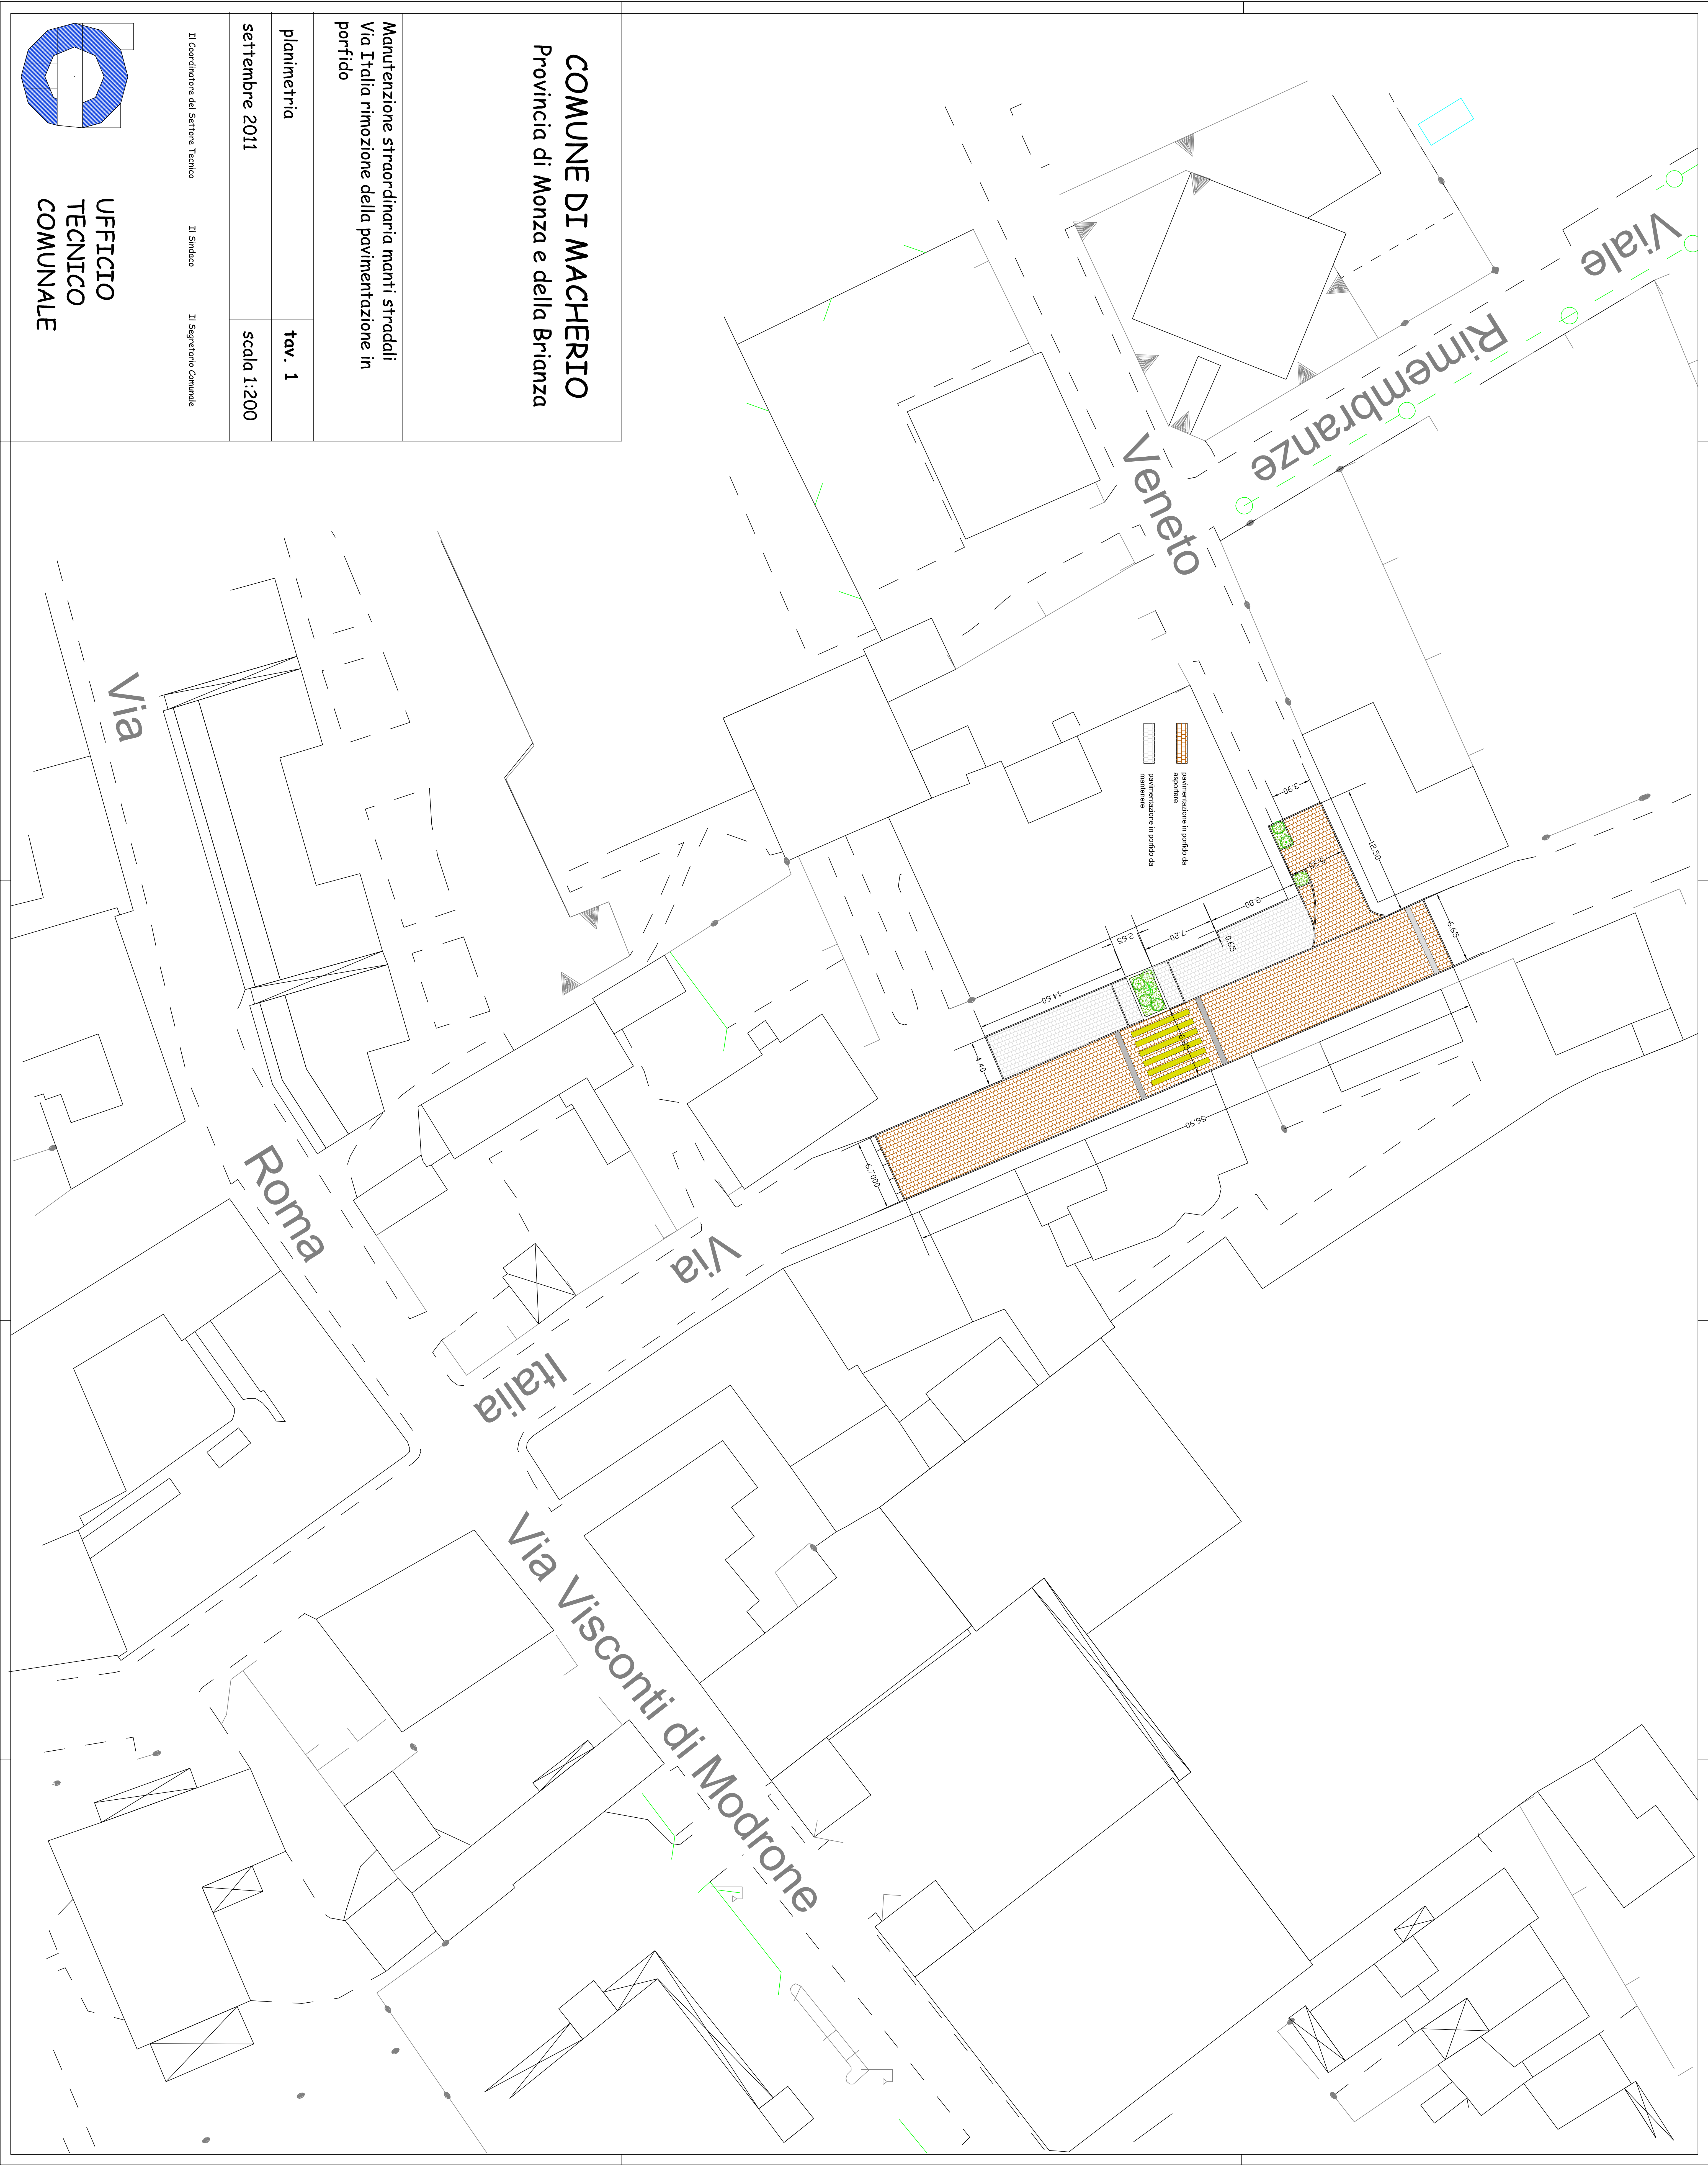 COMUNE DI MACHERIO
Provincia di Monza e della Brianza
Manutenzione straordinaria manti stradali
Via Italia rimozione della pavimentazione in
porfido
planimetria
tav. 1
settembre 2011
scala 1:200
Il Coordinatore del Settore Tecnico
Il Sindaco
Il Segretario Comunale
UFFICIO
TECNICO
COMUNALE
Viale
Rimembranze
Veneto
pavimentazione in porfido da
asportare
pavimentazione in porfido da
mantenere
3.90
12.50
6.65
8.80
0.65
7.20
2.65
14.60
4.40
56.90
6.7000
Via
Roma
Via
Italia
Via Visconti di Modrone